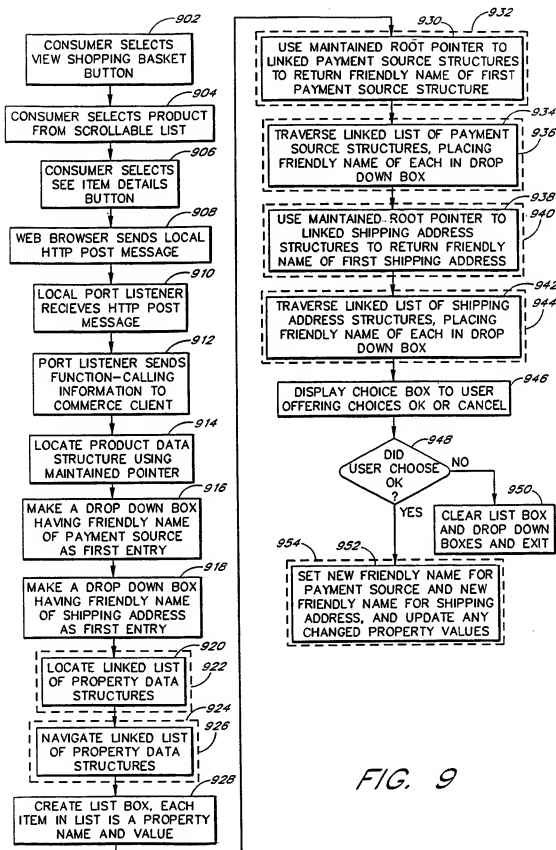 902
CONSUMER SELECTS
VIEW SHOPPING BASKET
BUTTON
904
CONSUMER SELECTS PRODUCT
FROM SCROLLABLE LIST
906
CONSUMER SELECTS
SEE ITEM DETAILS
BUTTON
908
WEB BROWSER SENDS LOCAL
HTTP POST MESSAGE
910
LOCAL PORT LISTENER
RECIEVES HTTP POST
MESSAGE
912
PORT LISTENER SENDS
FUNCTION-CALLING
INFORMATION TO
COMMERCE CLIENT
914
LOCATE PRODUCT DATA
STRUCTURE USING
MAINTAINED POINTER
916
MAKE A DROP DOWN BOX
HAVING FRIENDLY NAME
OF PAYMENT SOURCE
AS FIRST ENTRY
918
MAKE A DROP DOWN BOX
HAVING FRIENDLY NAME
OF SHIPPING ADDRESS
AS FIRST ENTRY
920
922
LOCATE LINKED LIST
OF PROPERTY DATA
STRUCTURES
924
926
NAVIGATE LINKED LIST
OF PROPERTY DATA
STRUCTURES
928
CREATE LIST BOX, EACH
ITEM IN LIST IS A PROPERTY
NAME AND VALUE
930
932
USE MAINTAINED ROOT POINTER TO
LINKED PAYMENT SOURCE STRUCTURES
TO RETURN FRIENDLY NAME OF FIRST
PAYMENT SOURCE STRUCTURE
934
936
TRAVERSE LINKED LIST OF PAYMENT
SOURCE STRUCTURES, PLACING
FRIENDLY NAME OF EACH IN DROP
DOWN BOX
938
940
USE MAINTAINED ROOT POINTER TO
LINKED SHIPPING ADDRESS
STRUCTURES TO RETURN FRIENDLY
NAME OF FIRST SHIPPING ADDRESS
942
944
TRAVERSE LINKED LIST OF SHIPPING
ADDRESS STRUCTURES, PLACING
FRIENDLY NAME OF EACH IN DROP
DOWN BOX
946
DISPLAY CHOICE BOX TO USER
OFFERING CHOICES OK OR CANCEL
948
DID
USER CHOOSE
OK
?
NO
YES
950
CLEAR LIST BOX
AND DROP DOWN
BOXES AND EXIT
954
952
SET NEW FRIENDLY NAME FOR
PAYMENT SOURCE AND NEW
FRIENDLY NAME FOR SHIPPING
ADDRESS, AND UPDATE ANY
CHANGED PROPERTY VALUES
FIG. 9